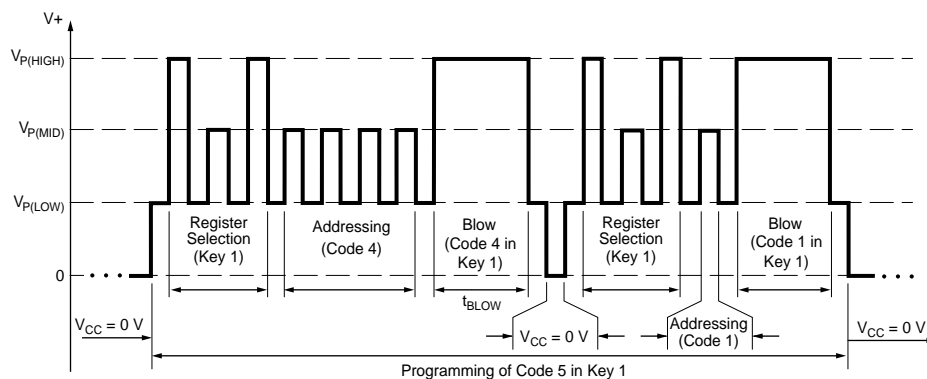 V+
VP(HIGH)
VP(MID)
VP(LOW)
0
Register
Selection
(Key 1)
Addressing
(Code 4)
Blow
(Code 4 in
Key 1)
Register
Selection
(Key 1)
Blow
(Code 1 in
Key 1)
tBLOW
VCC = 0 V
VCC = 0 V
Addressing
(Code 1)
VCC = 0 V
Programming of Code 5 in Key 1